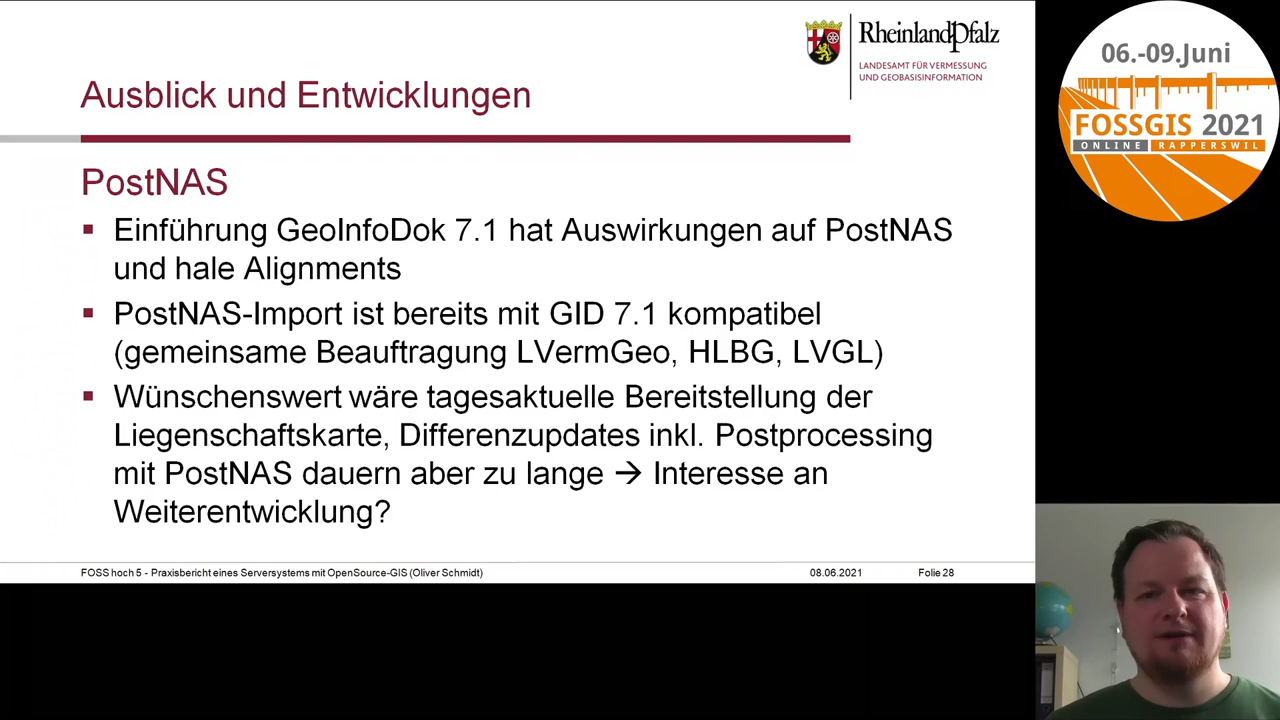 RheinlandPfalz
LANDESAMT FÜR VERMESSUNG
UND GEOBASISINFORMATION
06.-09.Juni
FOSSGIS 2021
ONLINE RAPPERSWIL
Ausblick und Entwicklungen
PostNAS
▪ Einführung GeoInfoDok 7.1 hat Auswirkungen auf PostNAS
und hale Alignments
▪ PostNAS-Import ist bereits mit GID 7.1 kompatibel
(gemeinsame Beauftragung LVermGeo, HLBG, LVGL)
▪ Wünschenswert wäre tagesaktuelle Bereitstellung der
Liegenschaftskarte, Differenzupdates inkl. Postprocessing
mit PostNAS dauern aber zu lange → Interesse an
Weiterentwicklung?
FOSS hoch 5 - Praxisbericht eines Serversystems mit OpenSource-GIS (Oliver Schmidt) 08.06.2021 Folie 28